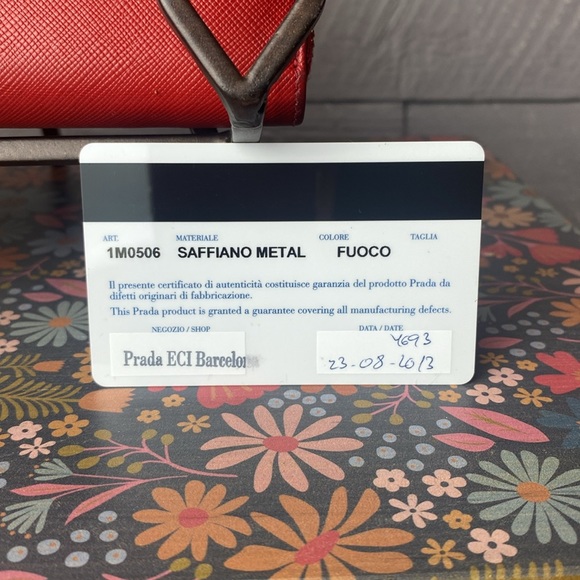 ART. MATERIALE COLORE TAGLIA
1M0506 SAFFIANO METAL FUOCO
Il presente certificato di autenticità costituisce garanzia del prodotto Prada da
difetti originari di fabbricazione.
This Prada product is granted a guarantee covering all manufacturing defects.
NEGOZIO / SHOP DATA / DATE
Prada ECI Barcelona
23-08-2013